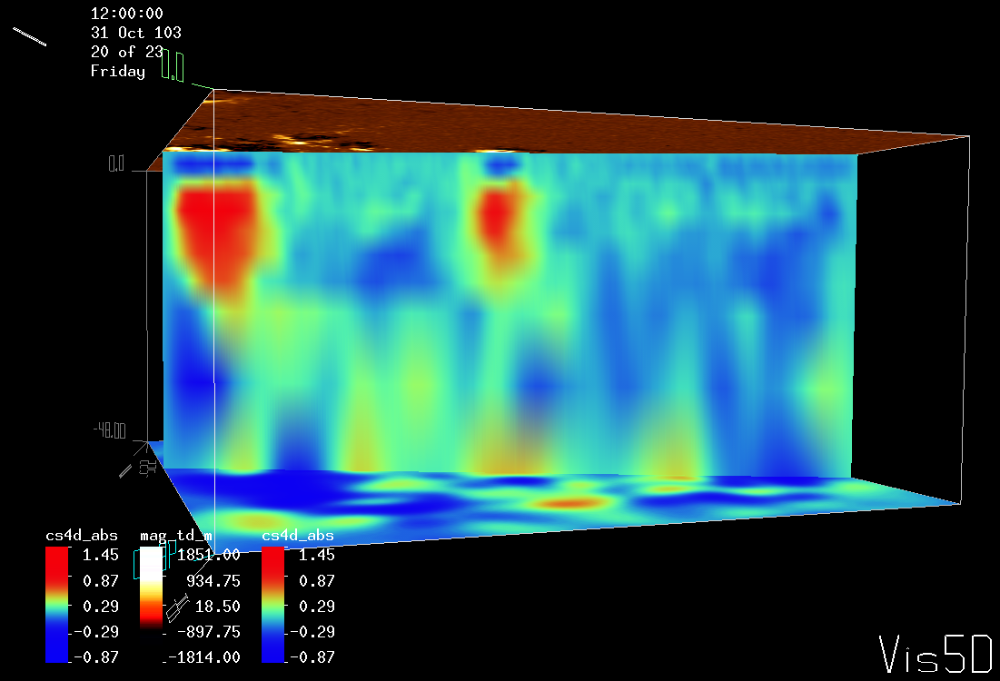 12:00:00
31 Oct 103
20 of 23
Friday
0.0
-48.00
cs4d_abs mag_td_m cs4d_abs
1.45 1851.00 1.45
0.87 934.75 0.87
0.29 18.50 0.29
-0.29 -897.75 -0.29
-0.87 -1814.00 -0.87
Vis5D